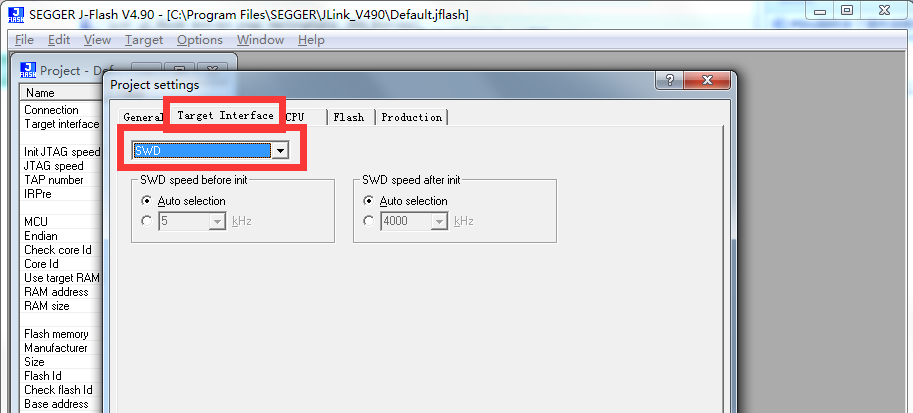 SEGGER J-Flash V4.90 - [C:\Program Files\SEGGER\JLink_V490\Default.jflash]
File Edit View Target Options Window Help
Project - Def
Project settings
Name
Connection
Target interface
Init JTAG speed
JTAG speed
TAP number
IRPre
MCU
Endian
Check core Id
Core Id
Use target RAM
RAM address
RAM size
Flash memory
Manufacturer
Size
Flash Id
Check flash Id
Base address
General Target Interface CPU Flash Production
SWD
SWD speed before init
Auto selection
5 kHz
SWD speed after init
Auto selection
4000 kHz